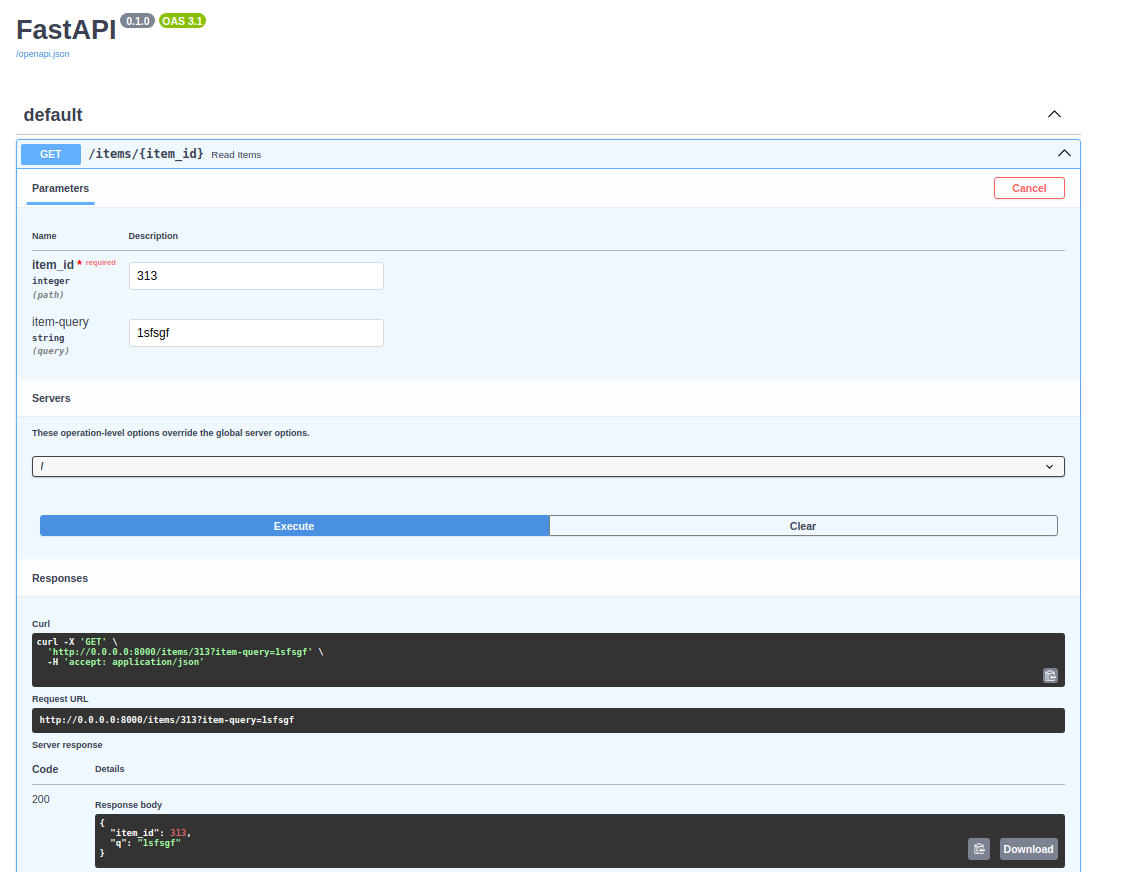 FastAPI 0.1.0 OAS 3.1
/openapi.json
default
GET /items/{item_id} Read Items
Parameters Cancel
Name Description
item_id * required
313
integer
(path)
item-query
1sfsgf
string
(query)
Servers
These operation-level options override the global server options.
/
Execute Clear
Responses
Curl
curl -X 'GET' \
'http://0.0.0.0:8000/items/313?item-query=1sfsgf' \
-H 'accept: application/json'
Request URL
http://0.0.0.0:8000/items/313?item-query=1sfsgf
Server response
Code Details
200
Response body
{
"item_id": 313,
"q": "1sfsgf"
}
Download